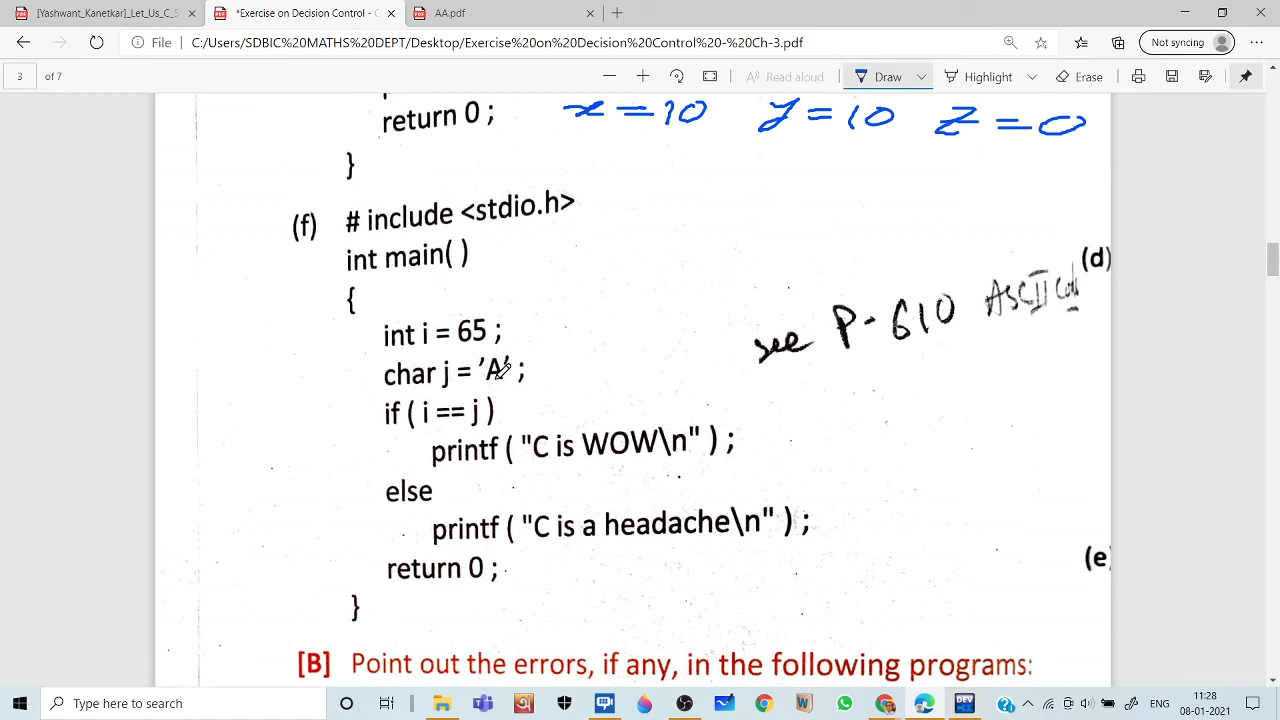 [Yashwant_Kanetkar]_Let_Us_C_5
*Exercise on Decision Control - C
AA.pdf
File
C:/Users/SDBIC%20MATHS%20DEPT/Desktop/Exercise%20on%20Decision%20Control%20-%20Ch-3.pdf
Not syncing
3 of 7
Read aloud
Draw
Highlight
Erase
return 0 ;
x = 10 y = 10 z = 0
}
(f) # include <stdio.h>
int main( )
{
(d)
int i = 65 ;
see P- 610 ASCII
char j = 'A' ;
if ( i == j )
printf ( "C is WOW\n" ) ;
else
printf ( "C is a headache\n" ) ;
return 0 ;
(e
}
[B] Point out the errors, if any, in the following programs:
Type here to search
DEV
ENG
11:28
08-01-2021